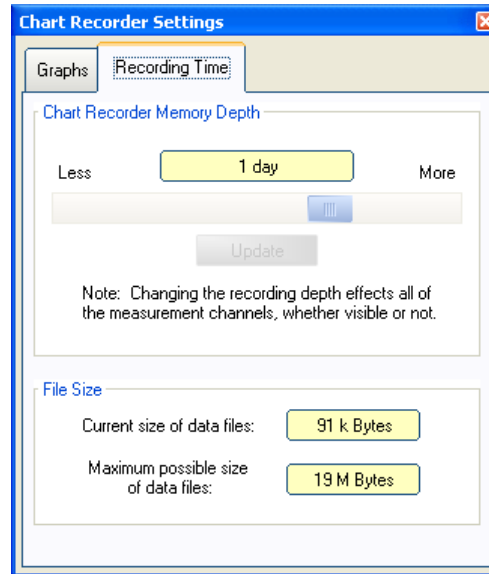 Chart Recorder Settings
Graphs
Recording Time
Chart Recorder Memory Depth
Less
1 day
More
Update
Note: Changing the recording depth effects all of
the measurement channels, whether visible or not.
File Size
Current size of data files:
91 k Bytes
Maximum possible size
of data files:
19 M Bytes